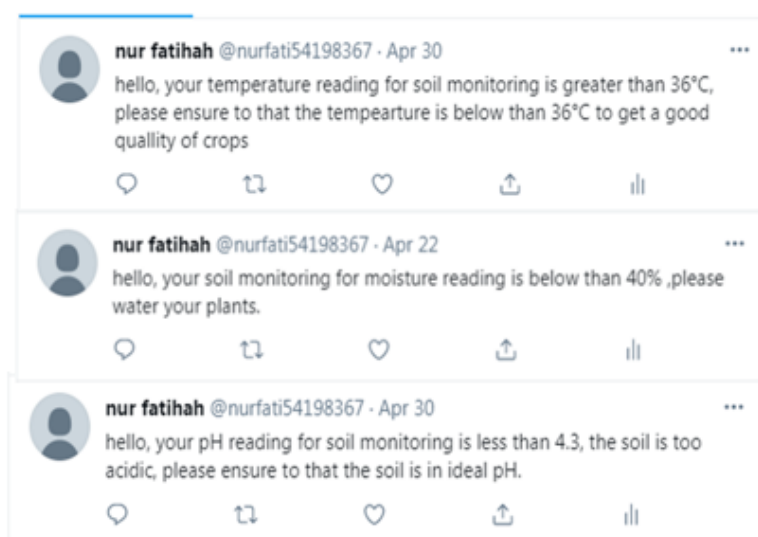 nur fatihah @nurfati54198367 · Apr 30
hello, your temperature reading for soil monitoring is greater than 36°C,
please ensure to that the tempearture is below than 36°C to get a good
quallity of crops
nur fatihah @nurfati54198367 · Apr 22
hello, your soil monitoring for moisture reading is below than 40% ,please
water your plants.
nur fatihah @nurfati54198367 · Apr 30
hello, your pH reading for soil monitoring is less than 4.3, the soil is too
acidic, please ensure to that the soil is in ideal pH.